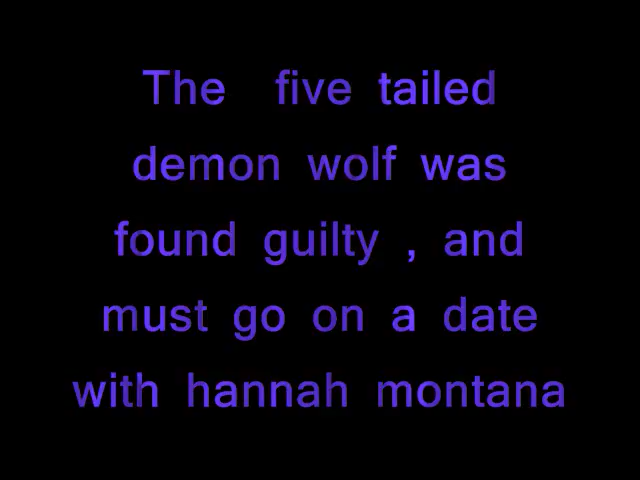 The five tailed
demon wolf was
found guilty , and
must go on a date
with hannah montana